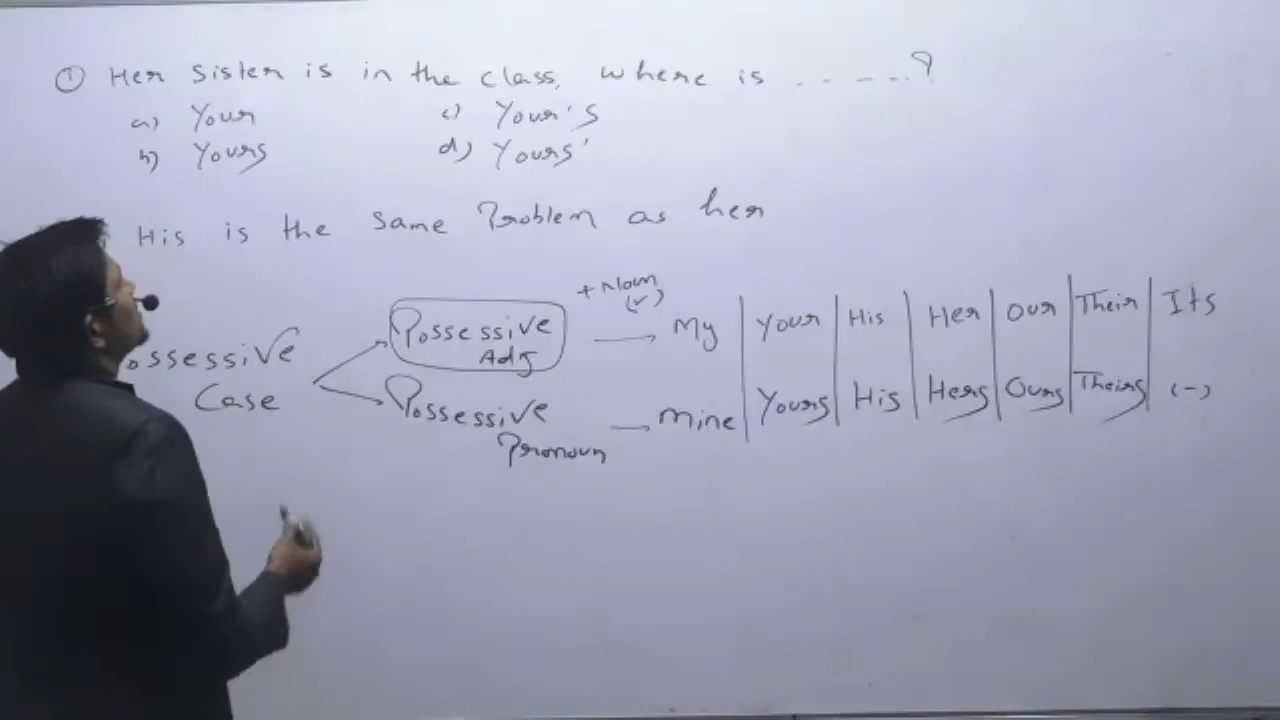 ① Her sister is in the class, where is ......?
a) Your
c) Your's
b) Yours
d) Yours'
His is the same Problem as her
ossessive Case
Possessive Adj
+ Noun (✓)
My | Your | His | Her | Our | Their | Its
Possessive Pronoun
Mine | Yours | His | Hers | Ours | Theirs | (-)